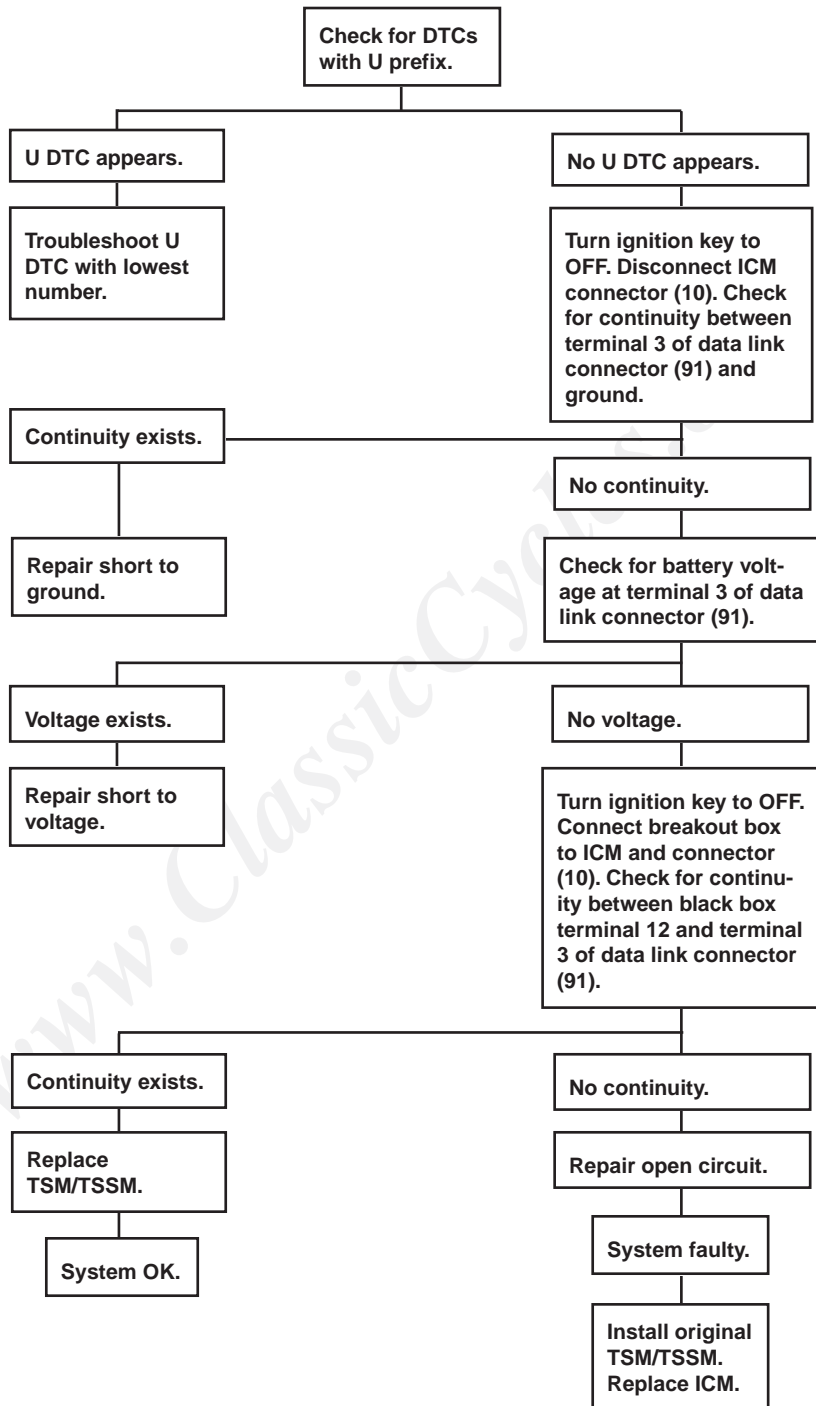 Check for DTCs
with U prefix.
U DTC appears.
No U DTC appears.
Troubleshoot U
DTC with lowest
number.
Turn ignition key to
OFF. Disconnect ICM
connector (10). Check
for continuity between
terminal 3 of data link
connector (91) and
ground.
Continuity exists.
No continuity.
Repair short to
ground.
Check for battery volt-
age at terminal 3 of data
link connector (91).
Voltage exists.
No voltage.
Repair short to
voltage.
Turn ignition key to OFF.
Connect breakout box
to ICM and connector
(10). Check for continu-
ity between black box
terminal 12 and terminal
3 of data link connector
(91).
Continuity exists.
No continuity.
Replace
TSM/TSSM.
Repair open circuit.
System OK.
System faulty.
Install original
TSM/TSSM.
Replace ICM.